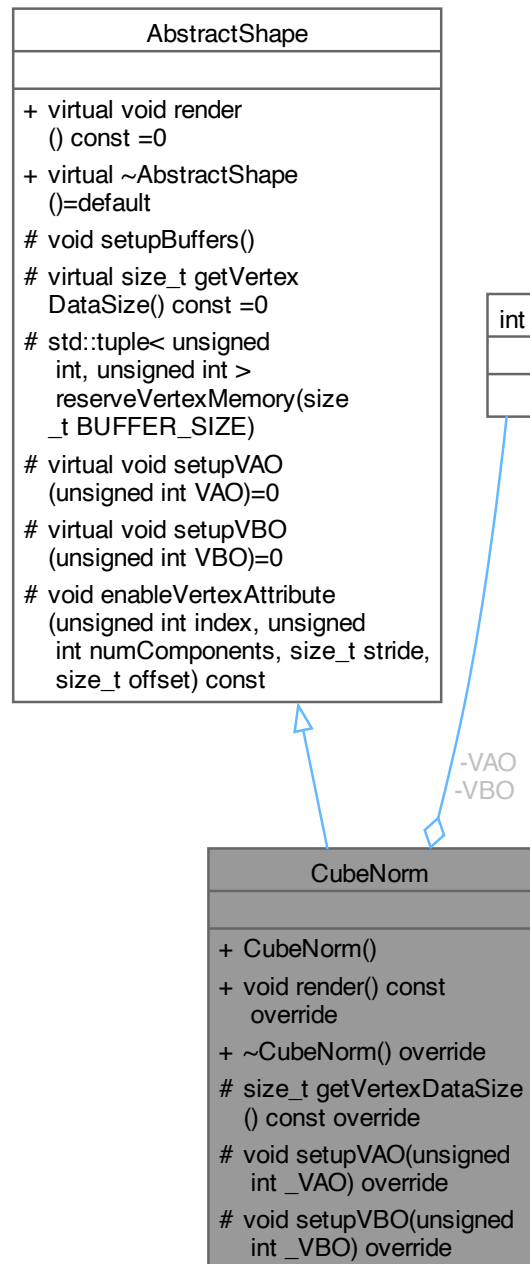 AbstractShape
+ virtual void render
() const =0
+ virtual ~AbstractShape
()=default
# void setupBuffers()
# virtual size_t getVertex
DataSize() const =0
# std::tuple< unsigned
int, unsigned int >
reserveVertexMemory(size
_t BUFFER_SIZE)
# virtual void setupVAO
(unsigned int VAO)=0
# virtual void setupVBO
(unsigned int VBO)=0
# void enableVertexAttribute
(unsigned int index, unsigned
int numComponents, size_t stride,
size_t offset) const
int
-VAO
-VBO
CubeNorm
+ CubeNorm()
+ void render() const
override
+ ~CubeNorm() override
# size_t getVertexDataSize
() const override
# void setupVAO(unsigned
int _VAO) override
# void setupVBO(unsigned
int _VBO) override